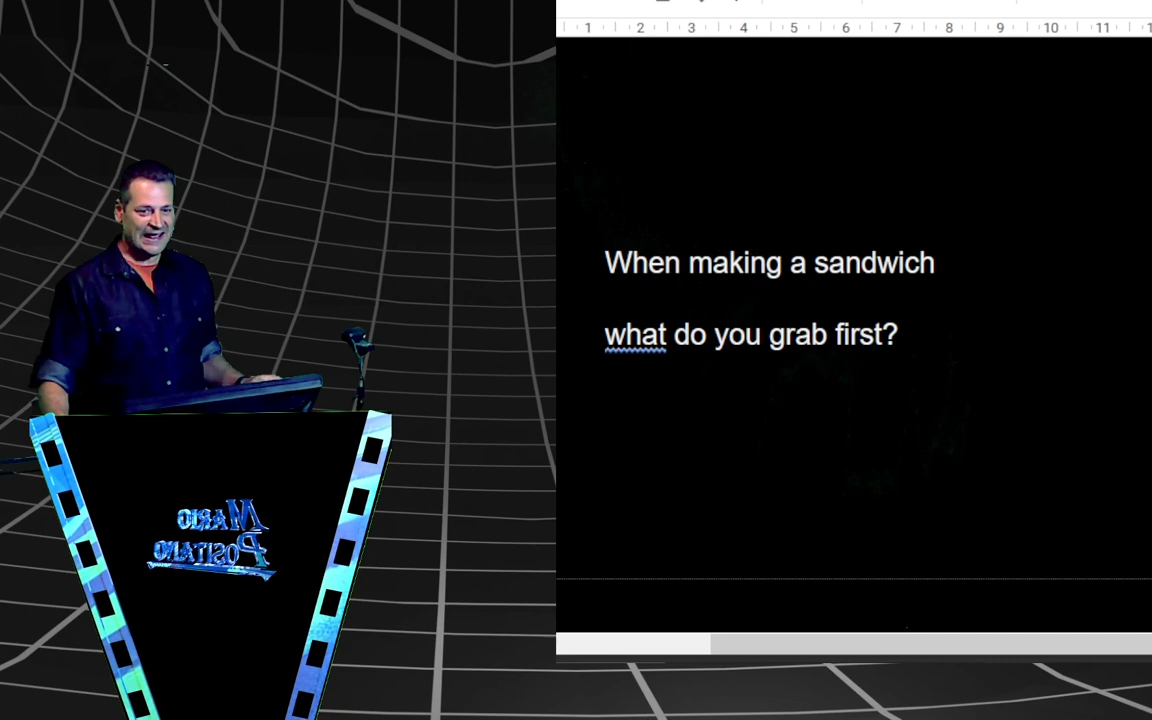 1 2 3 4 5 6 7 8 9 10 11 1
When making a sandwich
what do you grab first?
MARIO
POSITANO